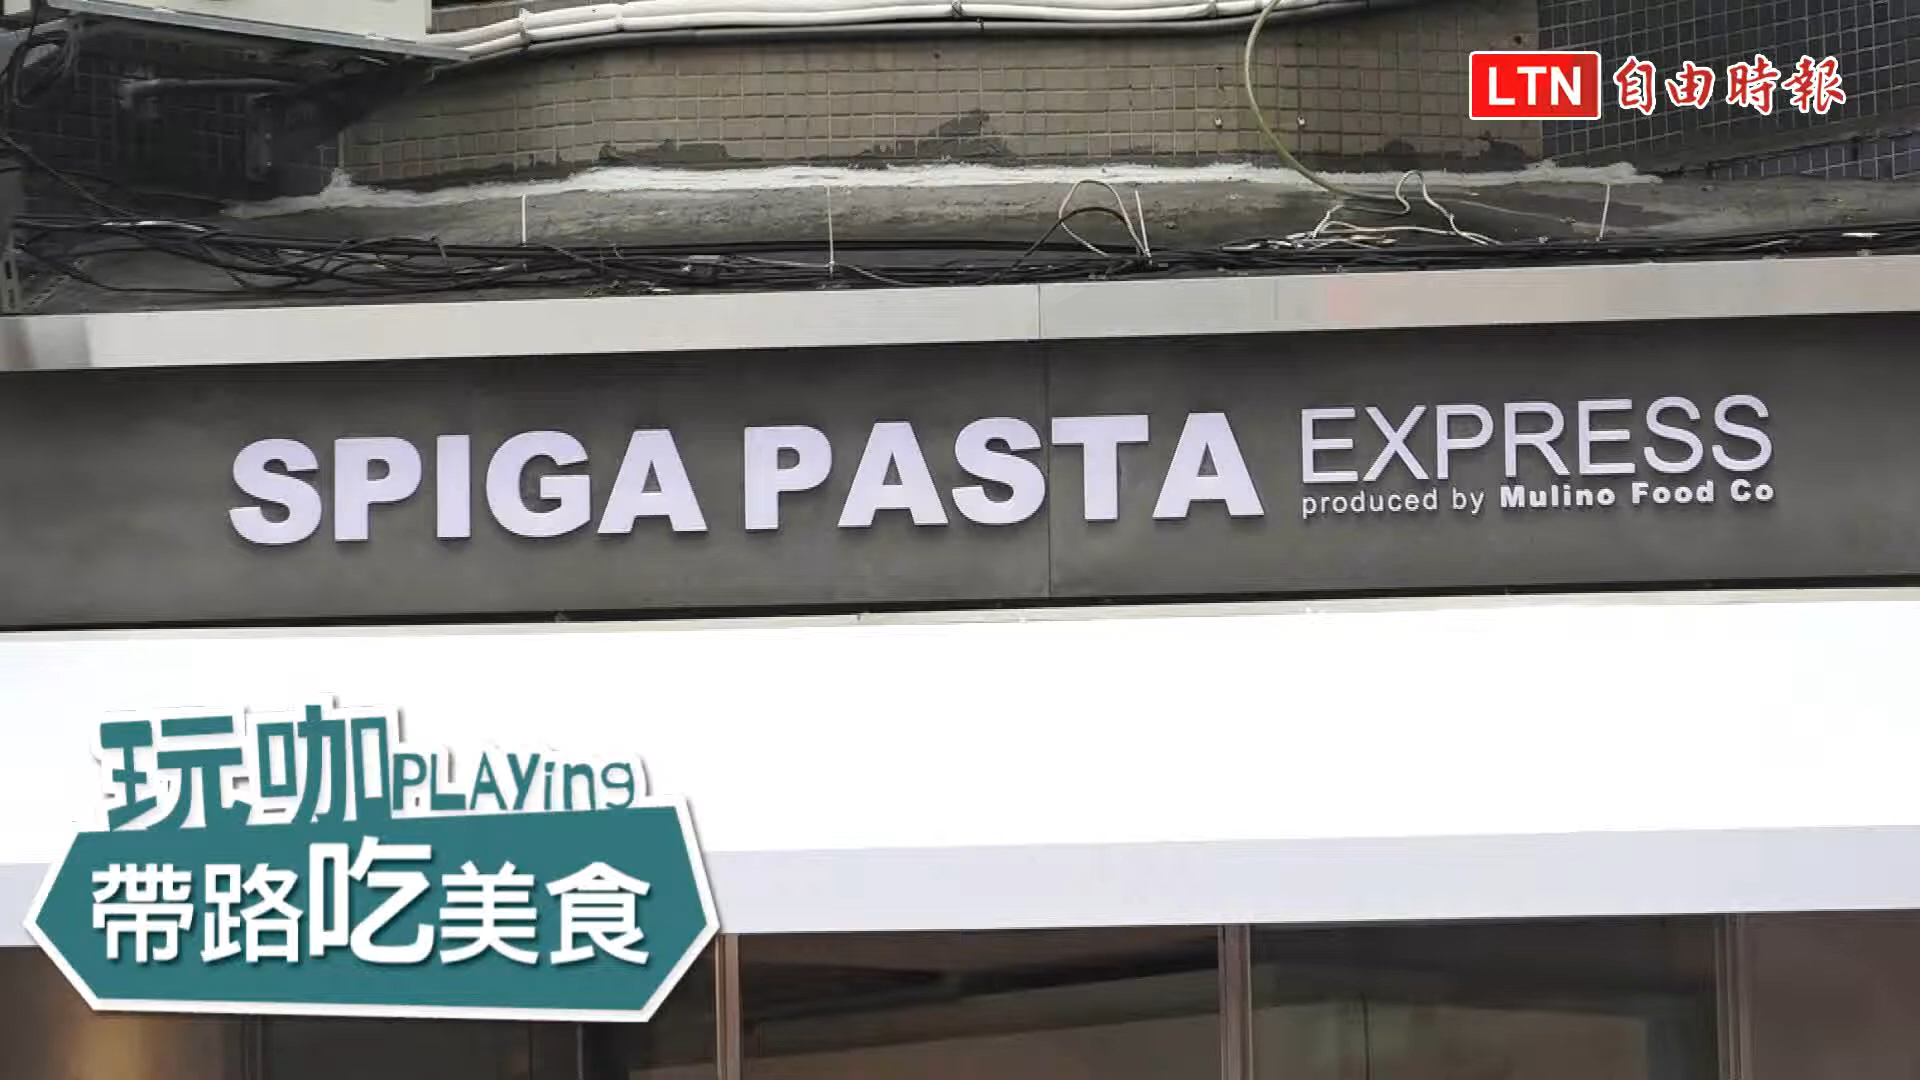 LTN 自由時報
SPIGA PASTA EXPRESS
produced by Mulino Food Co
玩咖PLAYing
帶路吃美食